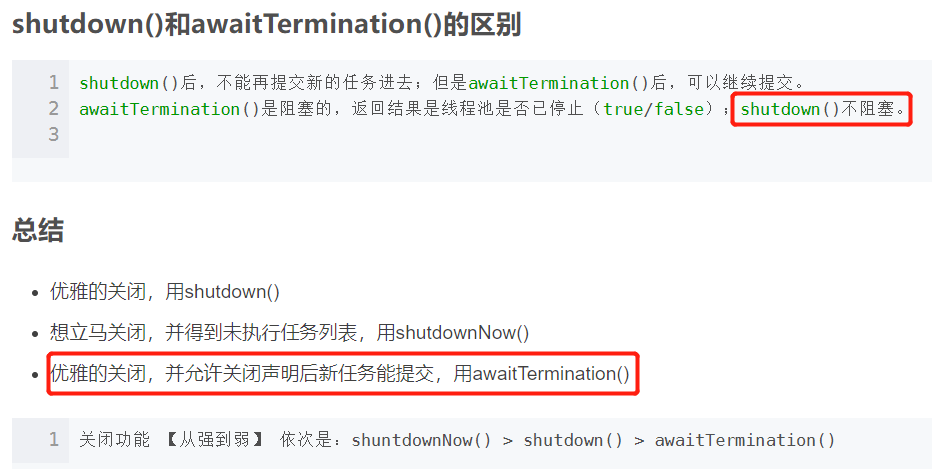 shutdown()和awaitTermination()的区别
1 shutdown()后，不能再提交新的任务进去；但是awaitTermination()后，可以继续提交。
2 awaitTermination()是阻塞的，返回结果是线程池是否已停止（true/false）；shutdown()不阻塞。
3
总结
• 优雅的关闭，用shutdown()
• 想立马关闭，并得到未执行任务列表，用shutdownNow()
• 优雅的关闭，并允许关闭声明后新任务能提交，用awaitTermination()
1 关闭功能 【从强到弱】 依次是：shuntdownNow() > shutdown() > awaitTermination()